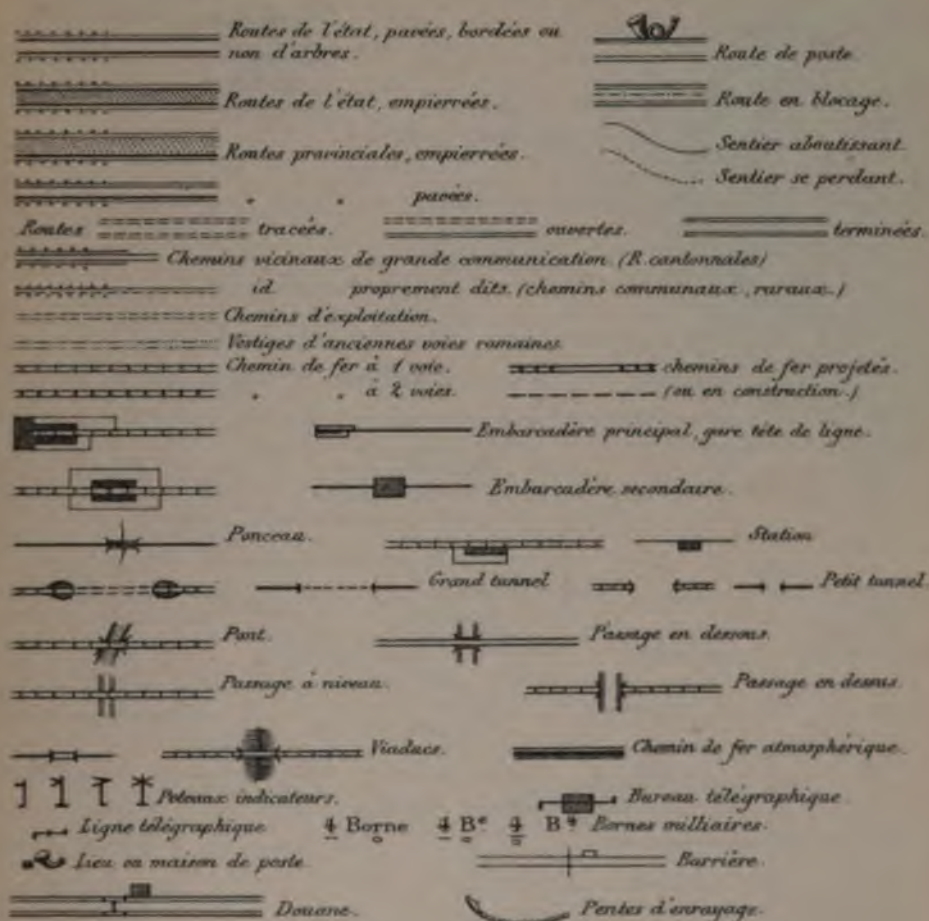 Routes de l'état, pavées, bordées ou
non d'arbres.
Route de poste
Routes de l'état, empierrées.
Route en blocage.
Routes provinciales, empierrées.
Sentier aboutissant.
Sentier se perdant.
" " pavées.
Routes tracées. ouvertes. terminées.
Chemins vicinaux de grande communication (R. cantonnales)
id. proprement dits. (chemins communaux, ruraux.)
Chemins d'exploitation.
Vestiges d'anciennes voies romaines.
Chemin de fer à 1 voie. chemins de fer projetés.
" " à 2 voies. (ou en construction.)
Embarcadère principal, gare tête de ligne.
Embarcadère secondaire.
Ponceau. Station
Grand tunnel Petit tunnel
Pont. Passage en dessous.
Passage à niveau. Passage en dessus.
Viaducs. Chemin de fer atmosphérique.
Poteaux indicateurs. Bureau télégraphique
Ligne télégraphique 4 Borne 4 Bᵉ 4 Bᵉ Bornes milliaires.
Lieu ou maison de poste. Barrière.
Douane. Pentes d'enrayage.